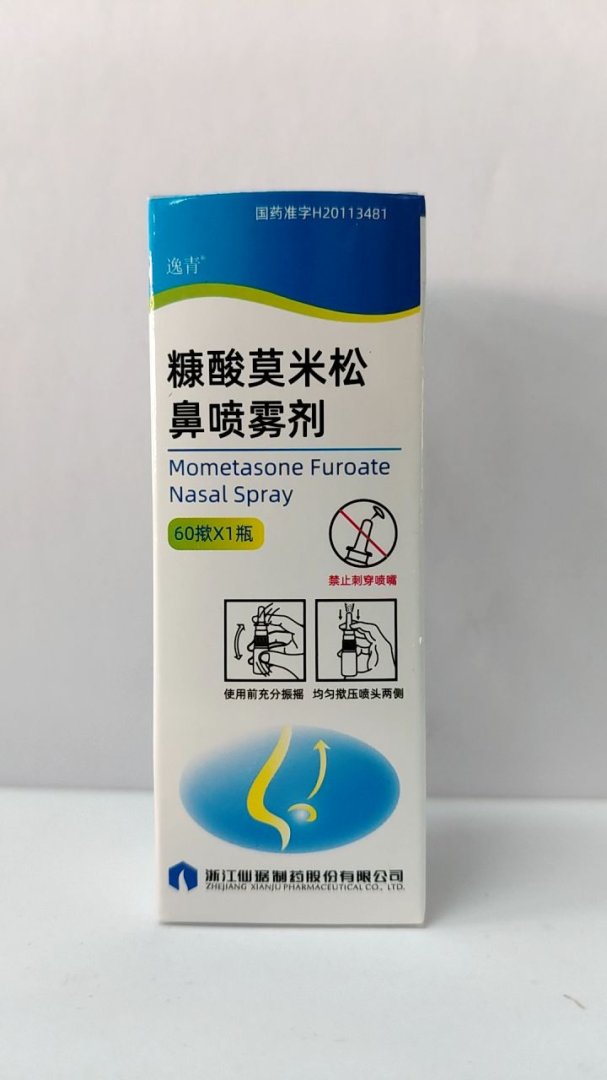 国药准字H20113481
逸青®
糠酸莫米松
鼻喷雾剂
Mometasone Furoate
Nasal Spray
60揿X1瓶
禁止刺穿喷嘴
使用前充分振摇 均匀揿压喷头两侧
浙江仙琚制药股份有限公司
ZHEJIANG XIANJU PHARMACEUTICAL CO., LTD.